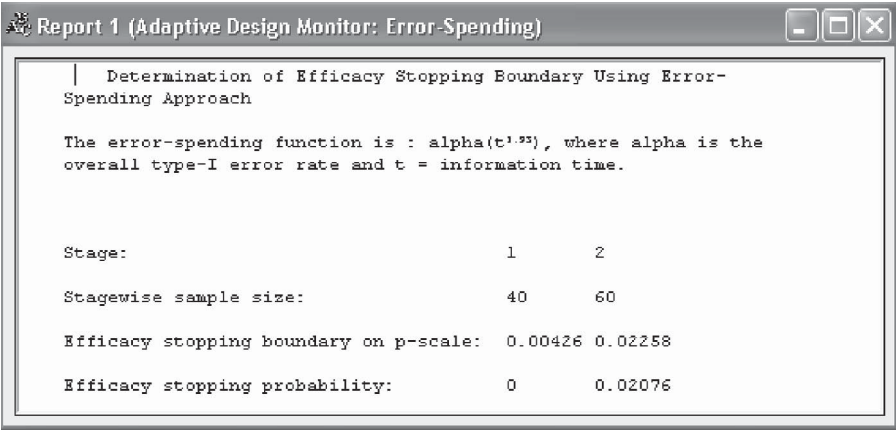 Report 1 (Adaptive Design Monitor: Error-Spending)
Determination of Efficacy Stopping Boundary Using Error-
Spending Approach
The error-spending function is : alpha(t¹·⁹³), where alpha is the
overall type-I error rate and t = information time.
Stage: 1 2
Stagewise sample size: 40 60
Efficacy stopping boundary on p-scale: 0.00426 0.02258
Efficacy stopping probability: 0 0.02076